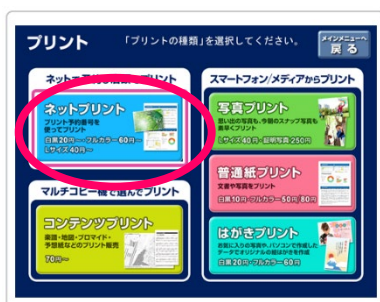 プリント
「プリントの種類」を選択してください。
メインメニューへ
戻る
スマートフォン/メディアからプリント
ネットプリント
プリント予約番号を
使ってプリント
白黒20円～・フルカラー60円～
Lサイズ40円～
写真プリント
思い出の写真も、今朝のスナップ写真も
素早くプリント
Lサイズ40円・証明写真250円
普通紙プリント
文書や写真をプリント
白黒10円・フルカラー50円/80円
マルチコピー機で選んでプリント
コンテンツプリント
楽譜・地図・ブロマイド・
予想紙などのプリント販売
70円～
はがきプリント
お気に入りの写真や、パソコンで作成した
データでオリジナルの絵はがきを作成
白黒20円・フルカラー60円